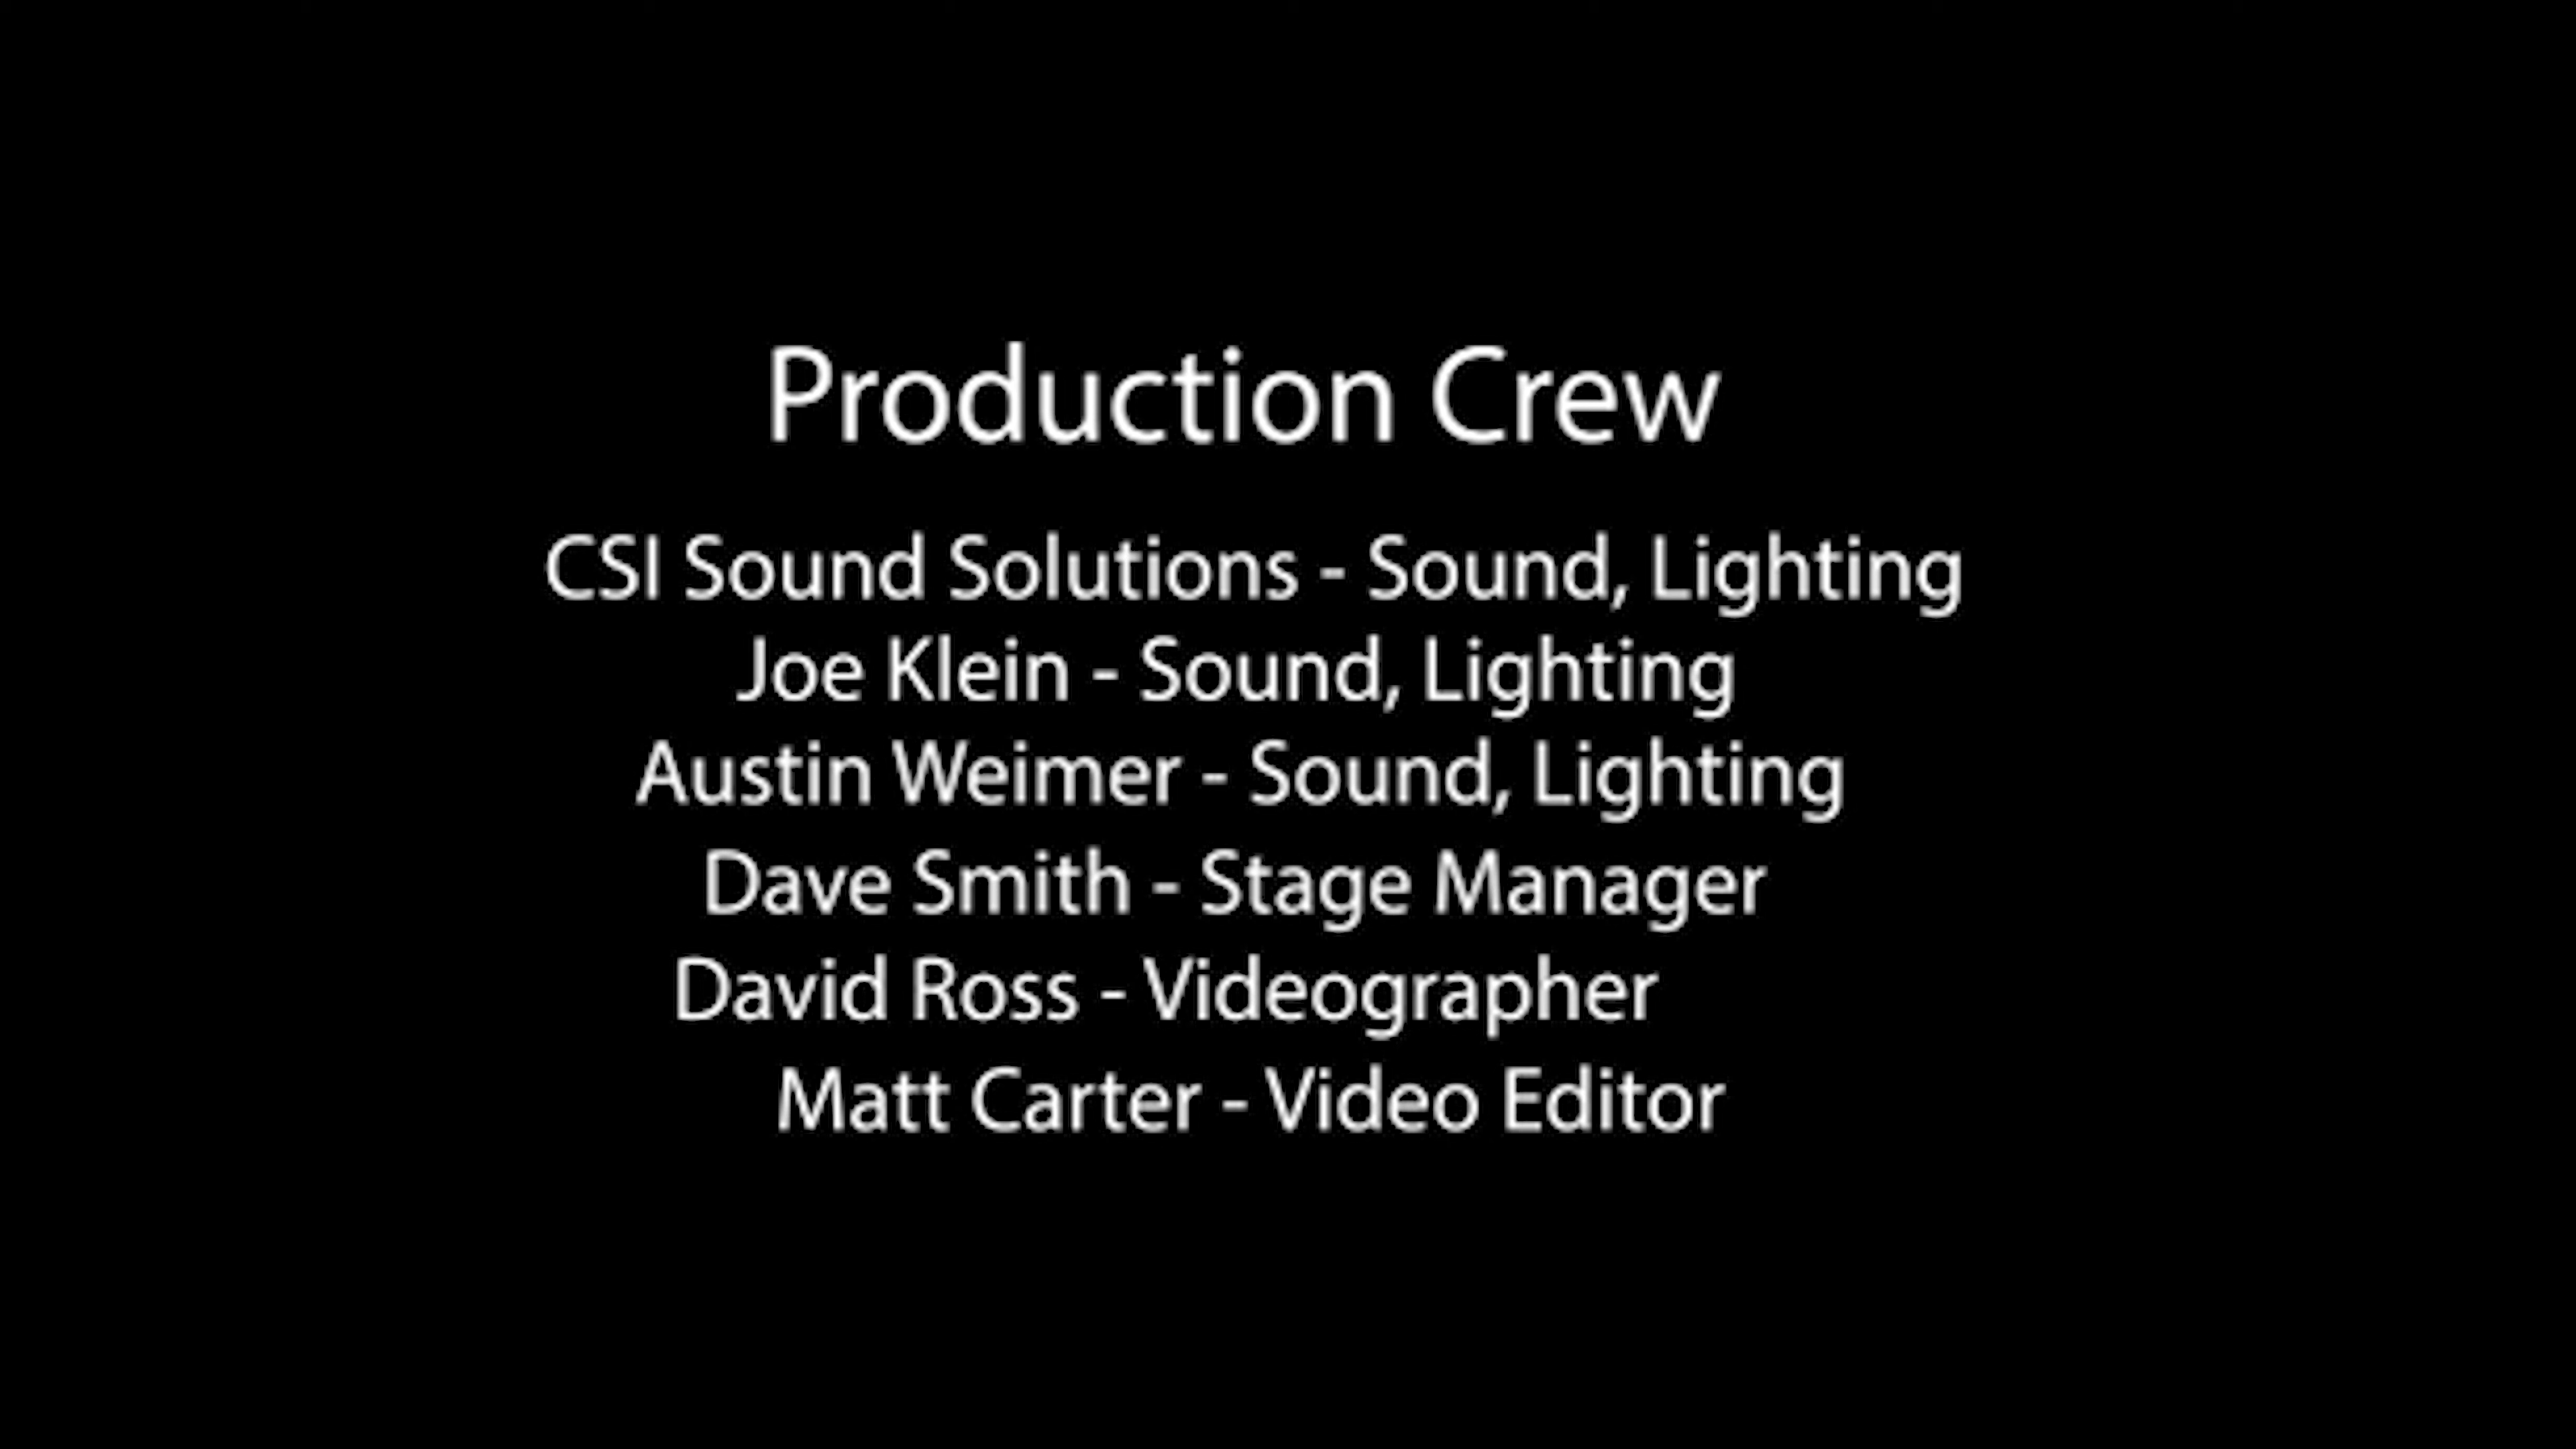 Production Crew
CSI Sound Solutions - Sound, Lighting
Joe Klein - Sound, Lighting
Austin Weimer - Sound, Lighting
Dave Smith - Stage Manager
David Ross - Videographer
Matt Carter - Video Editor